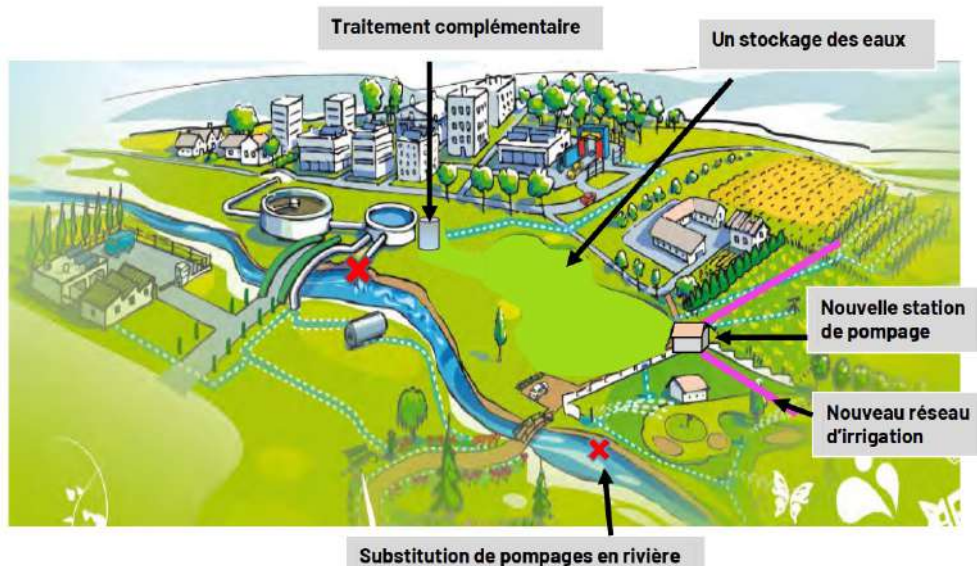 Traitement complémentaire
Un stockage des eaux
Nouvelle station
de pompage
Nouveau réseau
d'irrigation
Substitution de pompages en rivière